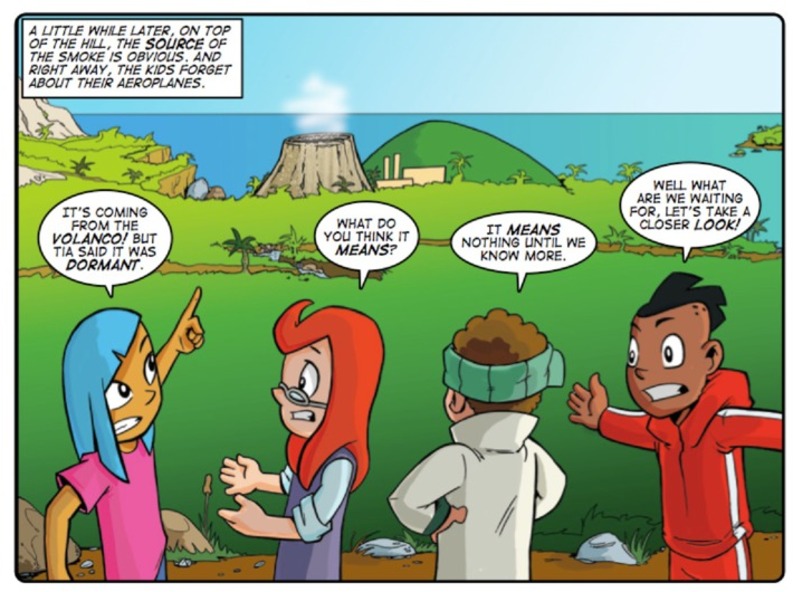 A LITTLE WHILE LATER, ON TOP
OF THE HILL, THE SOURCE OF
THE SMOKE IS OBVIOUS. AND
RIGHT AWAY, THE KIDS FORGET
ABOUT THEIR AEROPLANES.
IT'S COMING
FROM THE
VOLANCO! BUT
TIA SAID IT WAS
DORMANT.
WHAT DO
YOU THINK IT
MEANS?
IT MEANS
NOTHING UNTIL WE
KNOW MORE.
WELL WHAT
ARE WE WAITING
FOR, LET'S TAKE A
CLOSER LOOK!